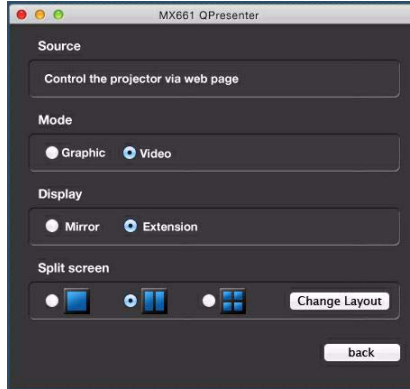 MX661 QPresenter
Source
Control the projector via web page
Mode
Graphic Video
Display
Mirror Extension
Split screen
Change Layout
back